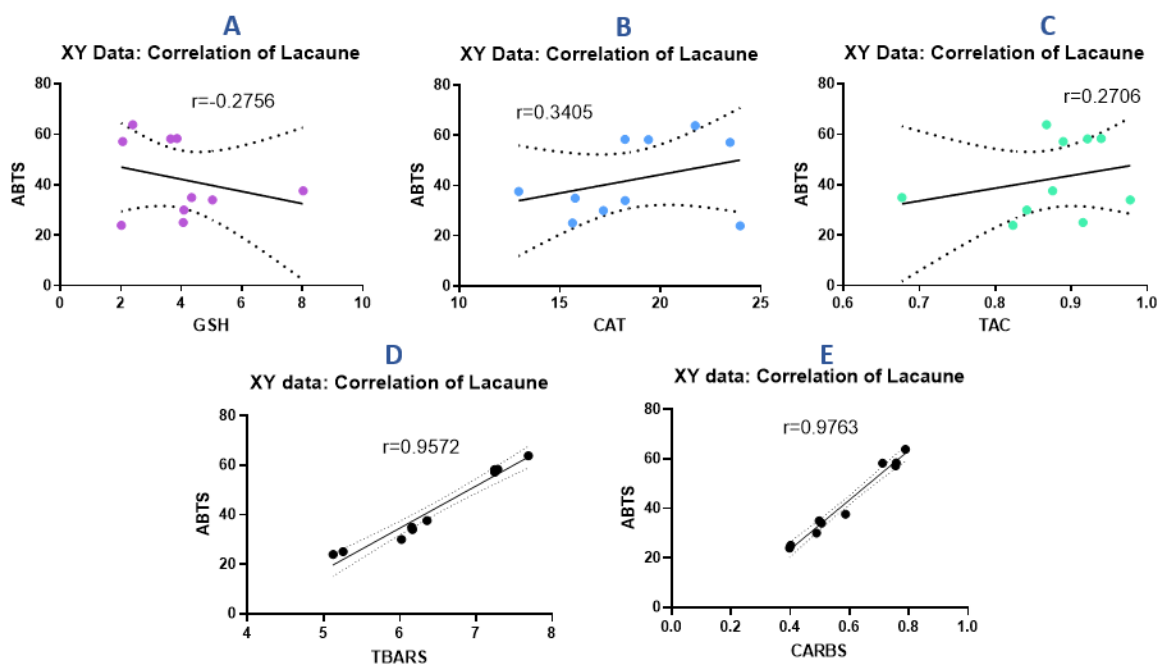 A
XY Data: Correlation of Lacaune
r=-0.2756
80
60
40
20
0
ABTS
0 2 4 6 8 10
GSH
B
XY Data: Correlation of Lacaune
r=0.3405
80
60
40
20
0
ABTS
10 15 20 25
CAT
C
XY Data: Correlation of Lacaune
r=0.2706
80
60
40
20
0
ABTS
0.6 0.7 0.8 0.9 1.0
TAC
D
XY data: Correlation of Lacaune
r=0.9572
80
60
40
20
0
ABTS
4 5 6 7 8
TBARS
E
XY data: Correlation of Lacaune
r=0.9763
80
60
40
20
0
ABTS
0.0 0.2 0.4 0.6 0.8 1.0
CARBS